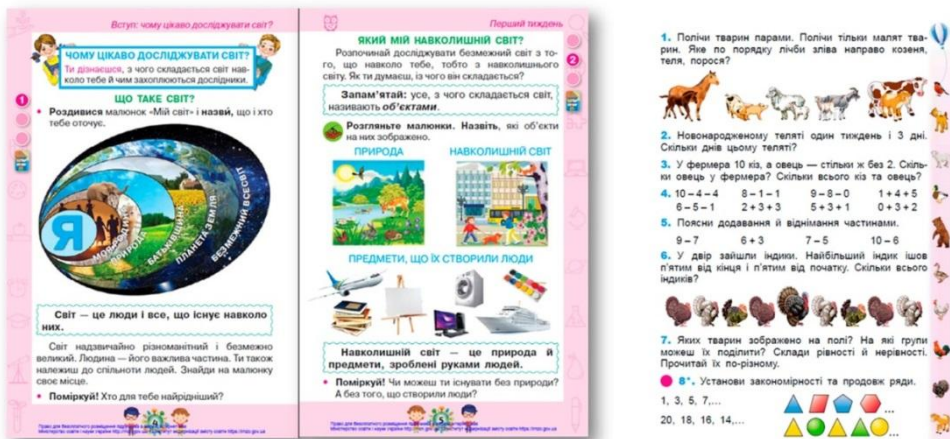 Вступ: чому цікаво досліджувати світ?
ЧОМУ ЦІКАВО ДОСЛІДЖУВАТИ СВІТ?
Ти дізнаєшся, з чого складається світ нав-
коло тебе й чим захоплюються дослідники.
1
ЩО ТАКЕ СВІТ?
• Роздивися малюнок «Мій світ» і назви, що і хто
тебе оточує.
Я
МОЯ РОДИНА
ПРИРОДА
БАТЬКІВЩИНА
ПЛАНЕТА ЗЕМЛЯ
БЕЗМЕЖНИЙ ВСЕСВІТ
Світ — це люди і все, що існує навколо
них.
Світ надзвичайно різноманітний і безмежно
великий. Людина — його важлива частина. Ти також
належиш до спільноти людей. Знайди на малюнку
своє місце.
• Поміркуй! Хто для тебе найрідніший?
Перший тиждень
ЯКИЙ МІЙ НАВКОЛИШНІЙ СВІТ?
Розпочинай досліджувати безмежний світ з то-
го, що навколо тебе, тобто з навколишнього
світу. Як ти думаєш, із чого він складається?
2
Запам'ятай: усе, з чого складається світ,
називають об'єктами.
Розгляньте малюнки. Назвіть, які об'єкти
на них зображено.
ПРИРОДА НАВКОЛИШНІЙ СВІТ
ПРЕДМЕТИ, ЩО ЇХ СТВОРИЛИ ЛЮДИ
Навколишній світ — це природа й
предмети, зроблені руками людей.
• Поміркуй! Чи можеш ти існувати без природи?
А без того, що створили люди?
1. Полічи тварин парами. Полічи тільки малят тва-
рин. Яке по порядку лічби зліва направо козеня,
теля, порося?
2. Новонародженому теляті один тиждень і 3 дні.
Скільки днів цьому теляті?
3. У фермера 10 кіз, а овець — стільки ж без 2. Скіль-
ки овець у фермера? Скільки всього кіз та овець?
4. 10 – 4 – 4 8 – 1 – 1 9 – 8 – 0 1 + 4 + 5
6 – 5 – 1 2 + 3 + 3 5 + 3 + 1 0 + 3 + 2
5. Поясни додавання й віднімання частинами.
9 – 7 6 + 3 7 – 5 10 – 6
6. У двір зайшли індики. Найбільший індик ішов
п'ятим від кінця і п'ятим від початку. Скільки всього
індиків?
7. Яких тварин зображено на полі? На які групи
можеш їх поділити? Склади рівності й нерівності.
Прочитай їх по-різному.
8*. Установи закономірності та продовж ряди.
1, 3, 5, 7,...
20, 18, 16, 14,...